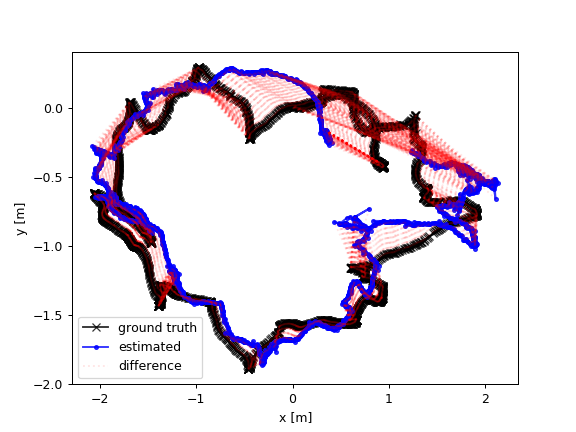 0.0
−0.5
−1.0
−1.5
−2.0
y [m]
ground truth
estimated
difference
−2
−1
0
1
2
x [m]